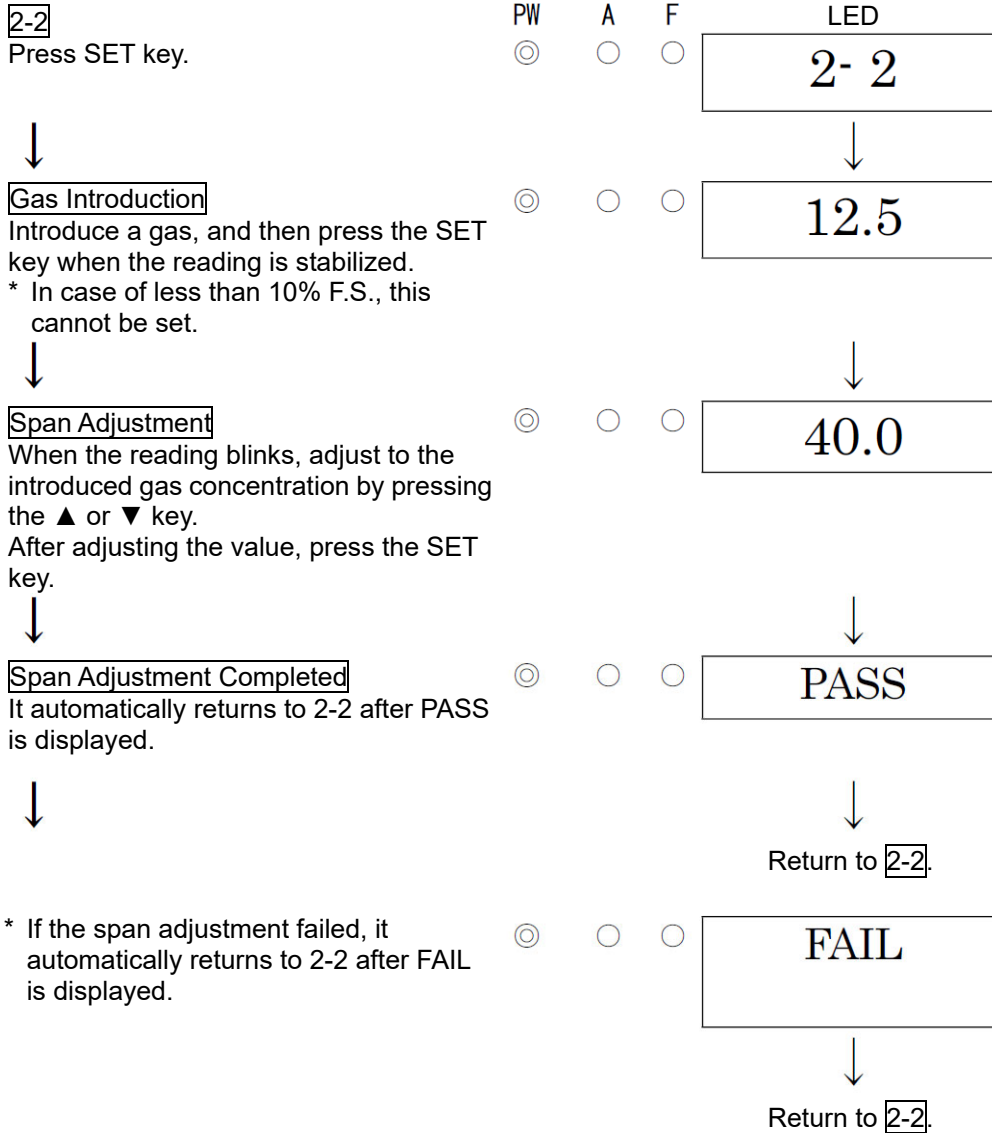 2-2 PW A F LED
Press SET key. ◎ ○ ○ 2- 2
↓ ↓
Gas Introduction ◎ ○ ○ 12.5
Introduce a gas, and then press the SET
key when the reading is stabilized.
* In case of less than 10% F.S., this
cannot be set.
↓ ↓
Span Adjustment ◎ ○ ○ 40.0
When the reading blinks, adjust to the
introduced gas concentration by pressing
the ▲ or ▼ key.
After adjusting the value, press the SET
key.
↓ ↓
Span Adjustment Completed ◎ ○ ○ PASS
It automatically returns to 2-2 after PASS
is displayed.
↓ ↓
Return to 2-2.
* If the span adjustment failed, it ◎ ○ ○ FAIL
automatically returns to 2-2 after FAIL
is displayed.
↓
Return to 2-2.